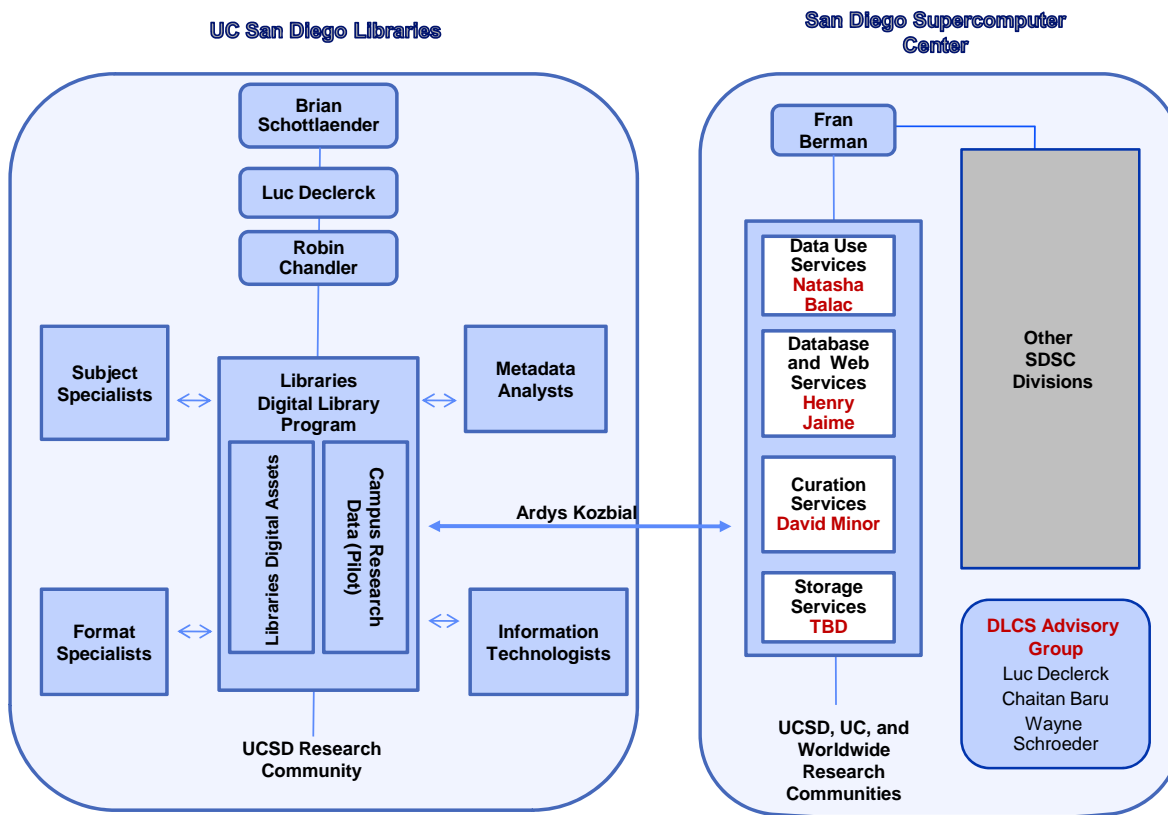 UC San Diego Libraries
Brian
Schottlaender
Luc Declerck
Robin
Chandler
Subject
Specialists
Libraries
Digital Library
Program
Metadata
Analysts
Libraries Digital Assets
Campus Research
Data (Pilot)
Format
Specialists
Information
Technologists
UCSD Research
Community
Ardys Kozbial
San Diego Supercomputer
Center
Fran
Berman
Data Use
Services
Natasha
Balac
Database
and Web
Services
Henry
Jaime
Curation
Services
David Minor
Storage
Services
TBD
UCSD, UC, and
Worldwide
Research
Communities
Other
SDSC
Divisions
DLCS Advisory
Group
Luc Declerck
Chaitan Baru
Wayne
Schroeder